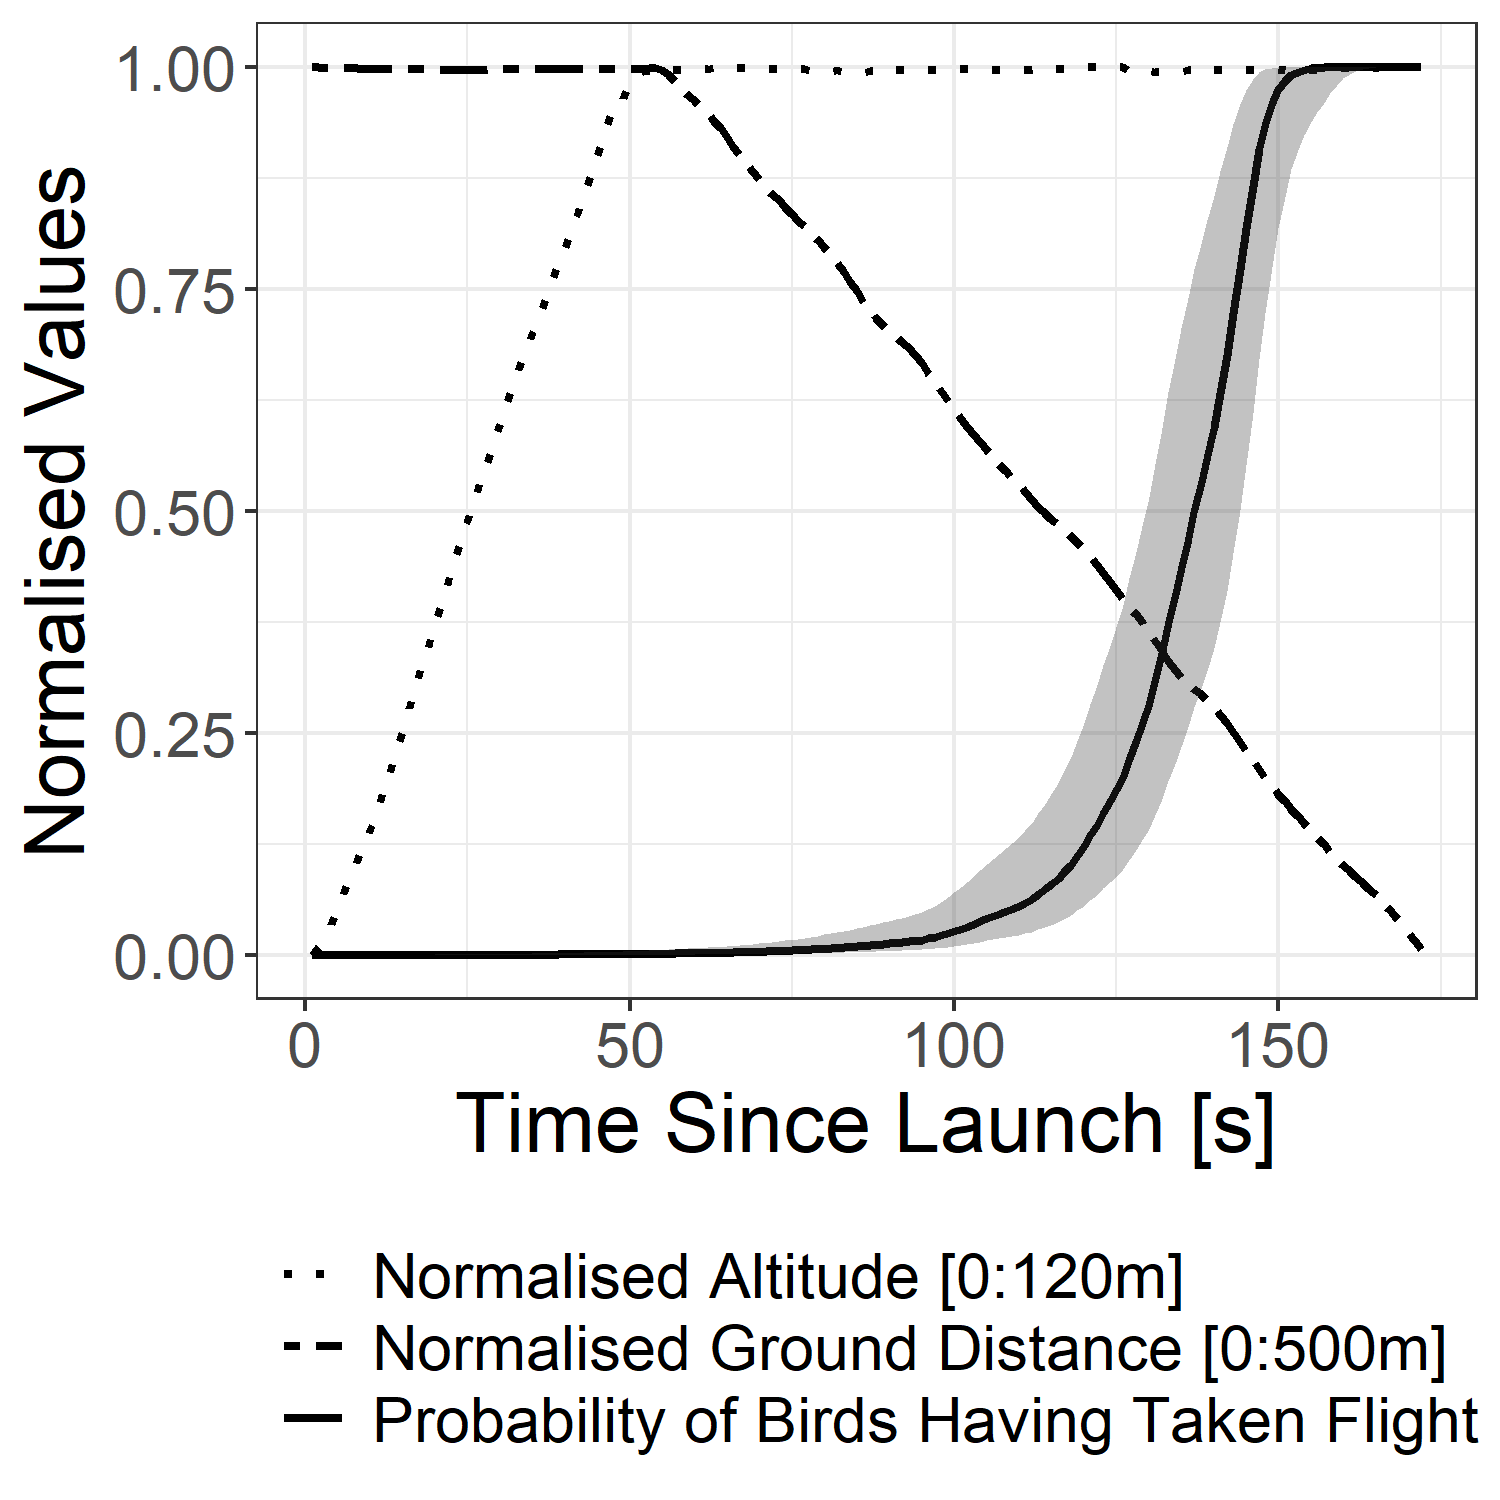 1.00
0.75
0.50
0.25
0.00
Normalised Values
0 50 100 150
Time Since Launch [s]
Normalised Altitude [0:120m]
Normalised Ground Distance [0:500m]
Probability of Birds Having Taken Flight